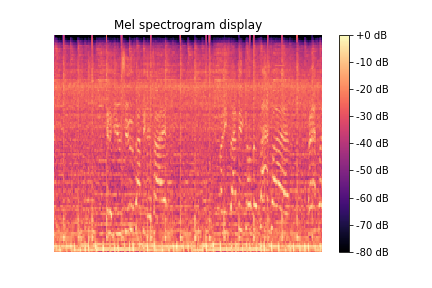 Mel spectrogram display
+0 dB
-10 dB
-20 dB
-30 dB
-40 dB
-50 dB
-60 dB
-70 dB
-80 dB